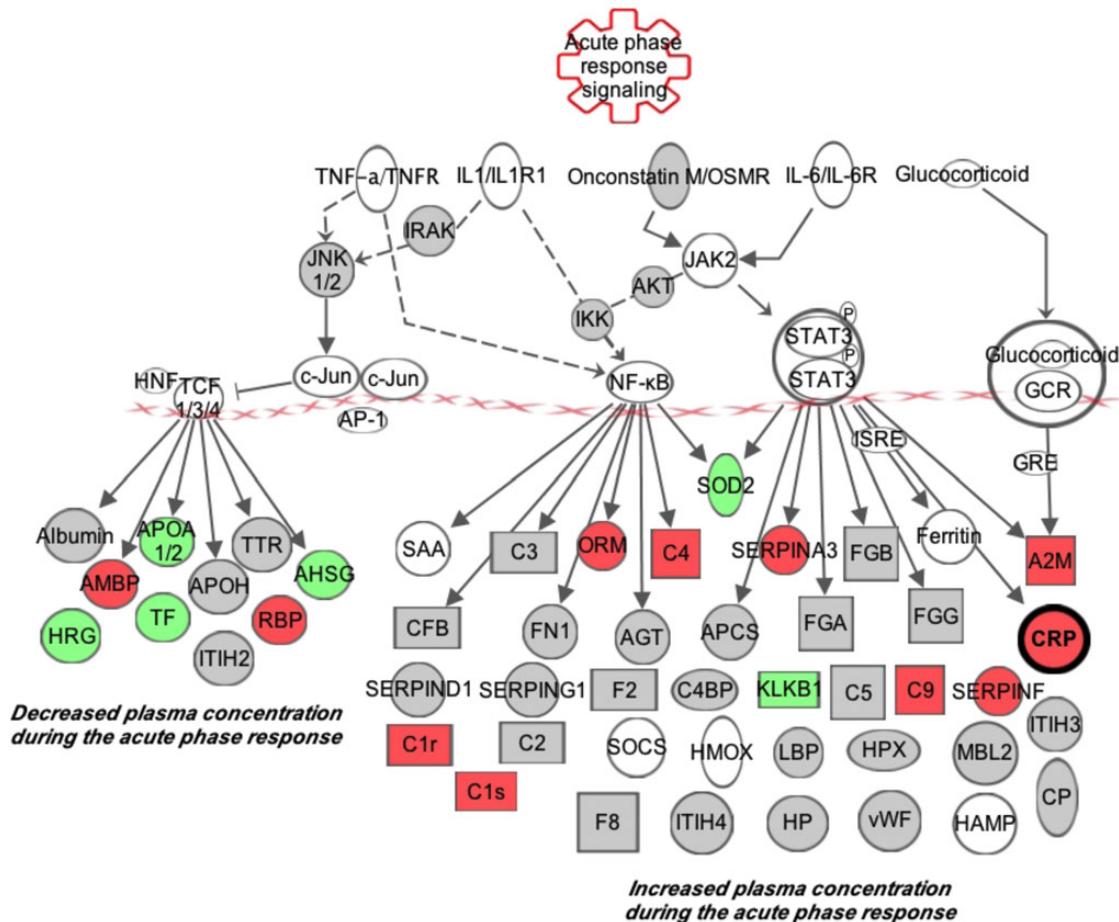 Acute phase
response
signaling
TNF-a/TNFR
IL1/IL1R1
Onconstatin M/OSMR
IL-6/IL-6R
Glucocorticoid
IRAK
JNK
1/2
JAK2
AKT
IKK
P
STAT3
P
STAT3
Glucocorticoid
GCR
HNF
TCF
1/3/4
c-Jun
c-Jun
AP-1
NF-κB
ISRE
GRE
SOD2
Albumin
APOA
1/2
TTR
AMBP
APOH
AHSG
HRG
TF
RBP
ITIH2
Decreased plasma concentration
during the acute phase response
SAA
C3
ORM
C4
SERPINA3
FGB
Ferritin
A2M
CFB
FN1
AGT
APCS
FGA
FGG
CRP
SERPIND1
SERPING1
F2
C4BP
KLKB1
C5
C9
SERPINF
ITIH3
C1r
C2
SOCS
HMOX
LBP
HPX
MBL2
C1s
CP
F8
ITIH4
HP
vWF
HAMP
Increased plasma concentration
during the acute phase response